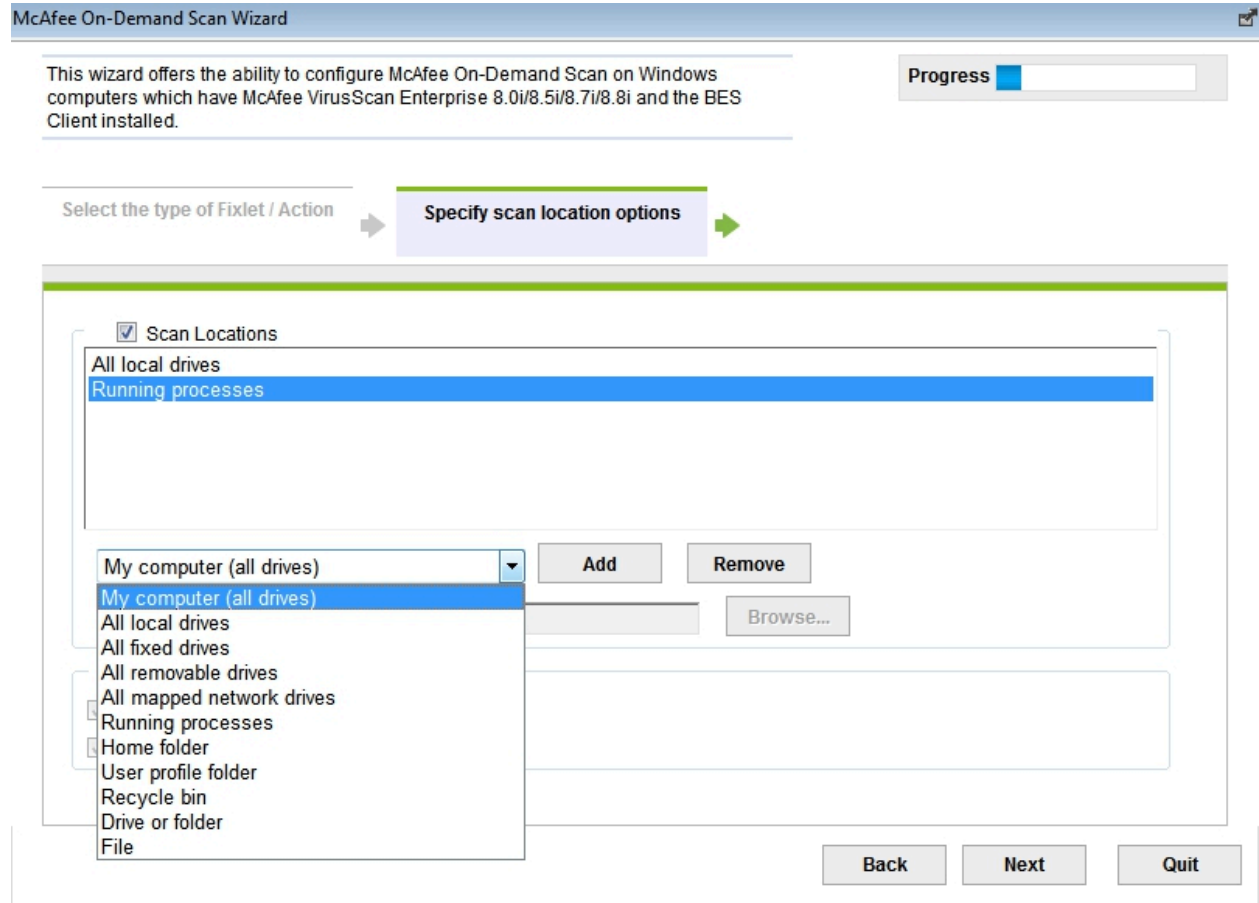 McAfee On-Demand Scan Wizard
This wizard offers the ability to configure McAfee On-Demand Scan on Windows
computers which have McAfee VirusScan Enterprise 8.0i/8.5i/8.7i/8.8i and the BES
Client installed.
Progress
Select the type of Fixlet / Action
Specify scan location options
Scan Locations
All local drives
Running processes
My computer (all drives)
Add
Remove
My computer (all drives)
All local drives
All fixed drives
All removable drives
All mapped network drives
Running processes
Home folder
User profile folder
Recycle bin
Drive or folder
File
Browse...
Back
Next
Quit